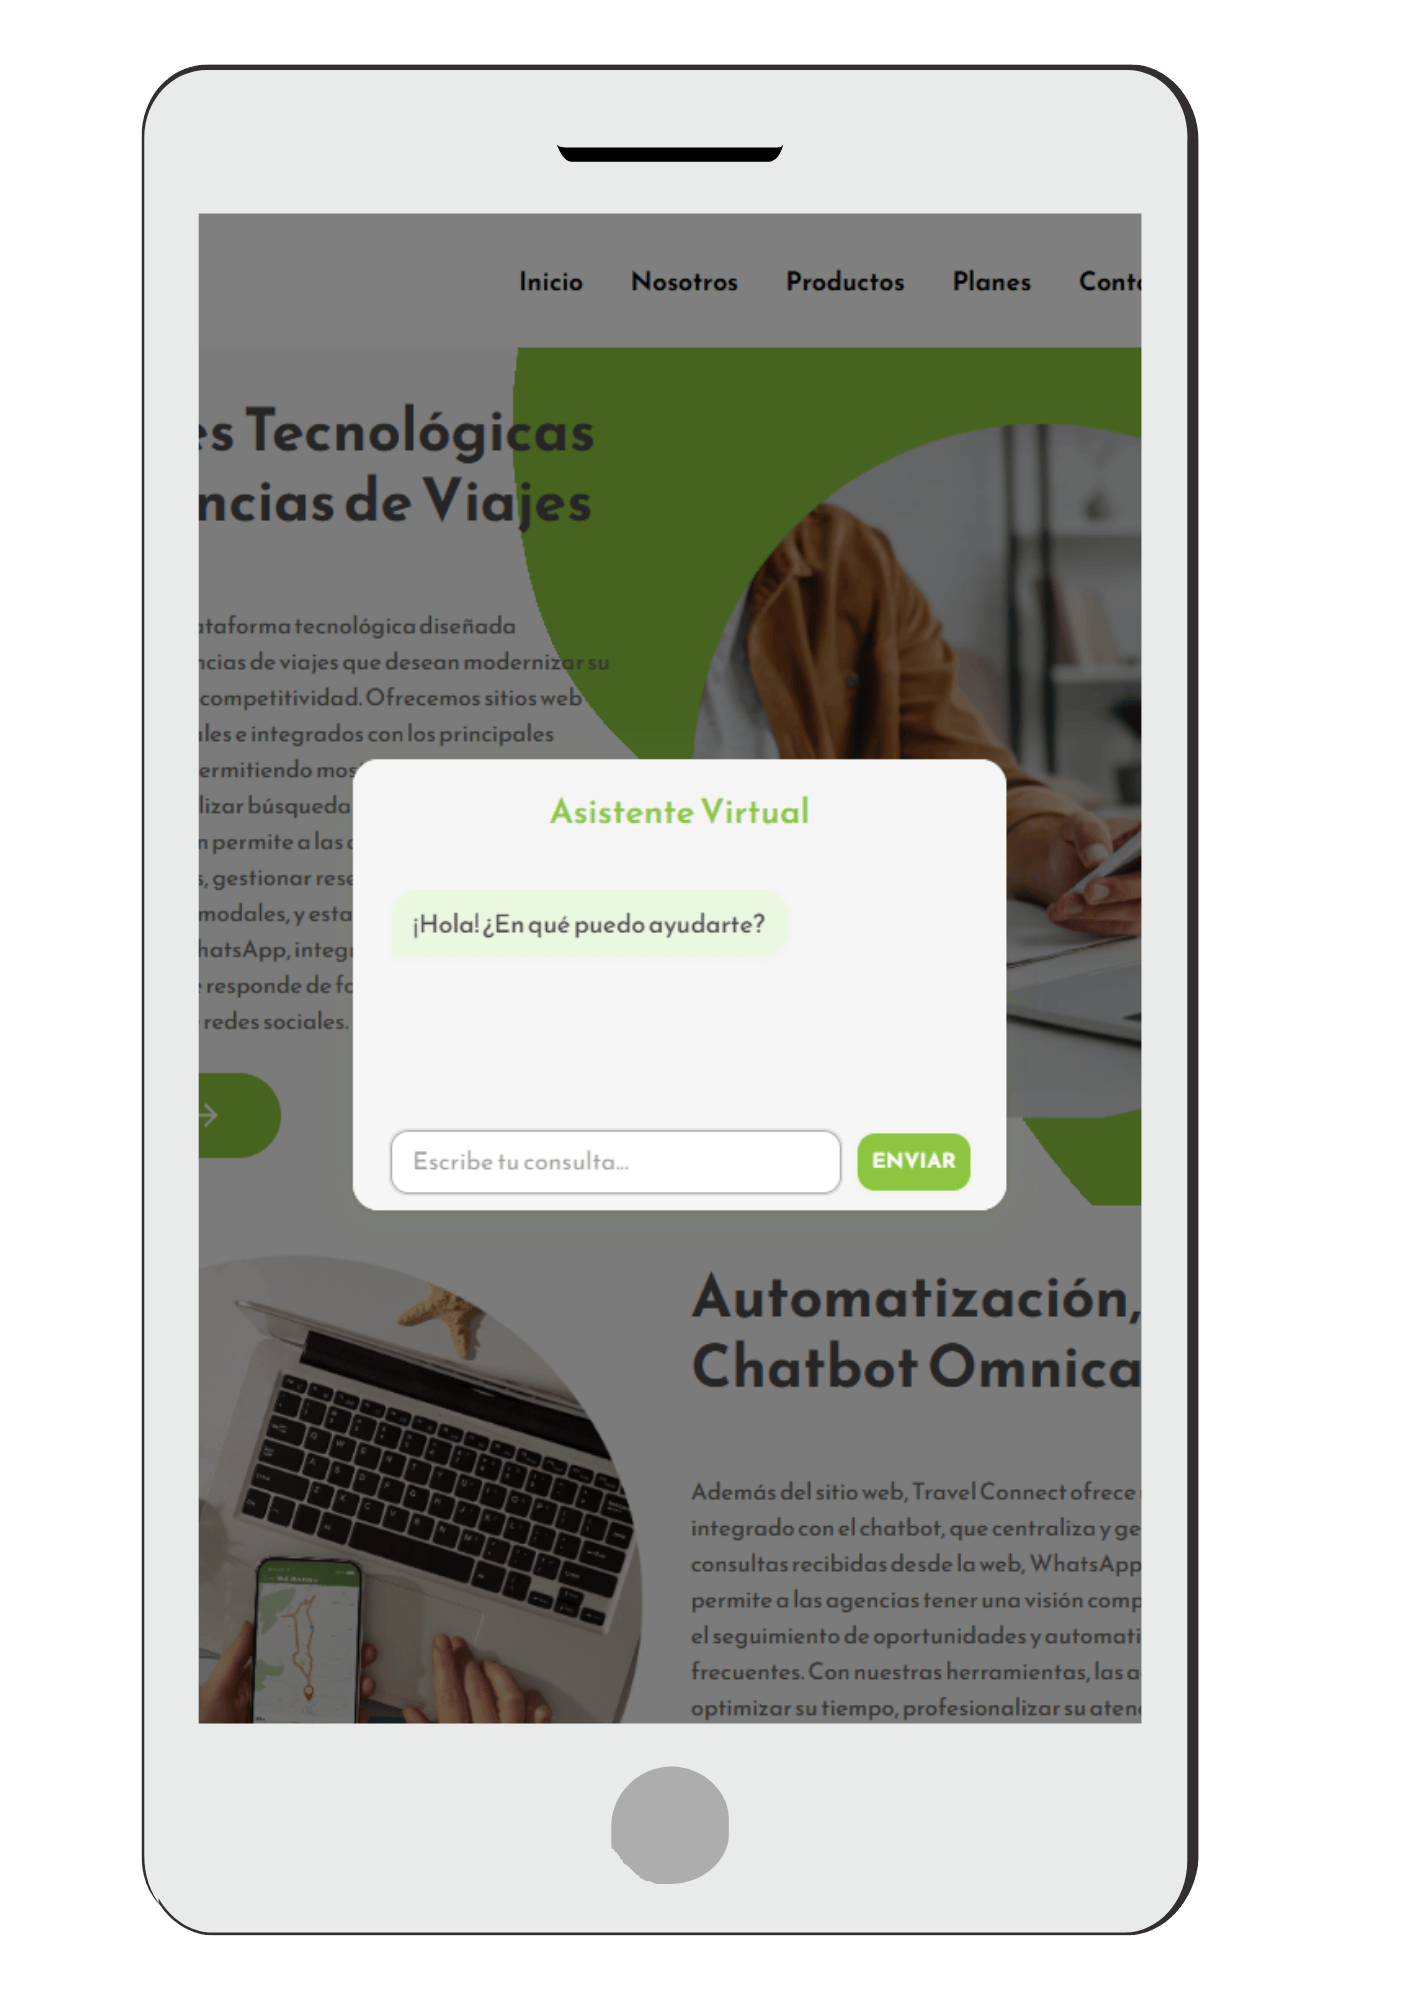 Inicio Nosotros Productos Planes
es Tecnológicas
ncias de Viajes
ataforma tecnológica diseñada
ncias de viajes que desean modernizar su
competitividad. Ofrecemos sitios web
ales e integrados con los principales
ermitiendo mos
lizar búsqueda
n permite a las
s, gestionar rese
modales, y esta
hatsApp, integr
responde de fo
redes sociales.
Asistente Virtual
¡Hola! ¿En qué puedo ayudarte?
Escribe tu consulta...
ENVIAR
Automatización,
Chatbot Omnica
Además del sitio web, Travel Connect ofrece
integrado con el chatbot, que centraliza y ge
consultas recibidas desde la web, WhatsApp
permite a las agencias tener una visión comp
el seguimiento de oportunidades y automati
frecuentes. Con nuestras herramientas, las a
optimizar su tiempo, profesionalizar su aten